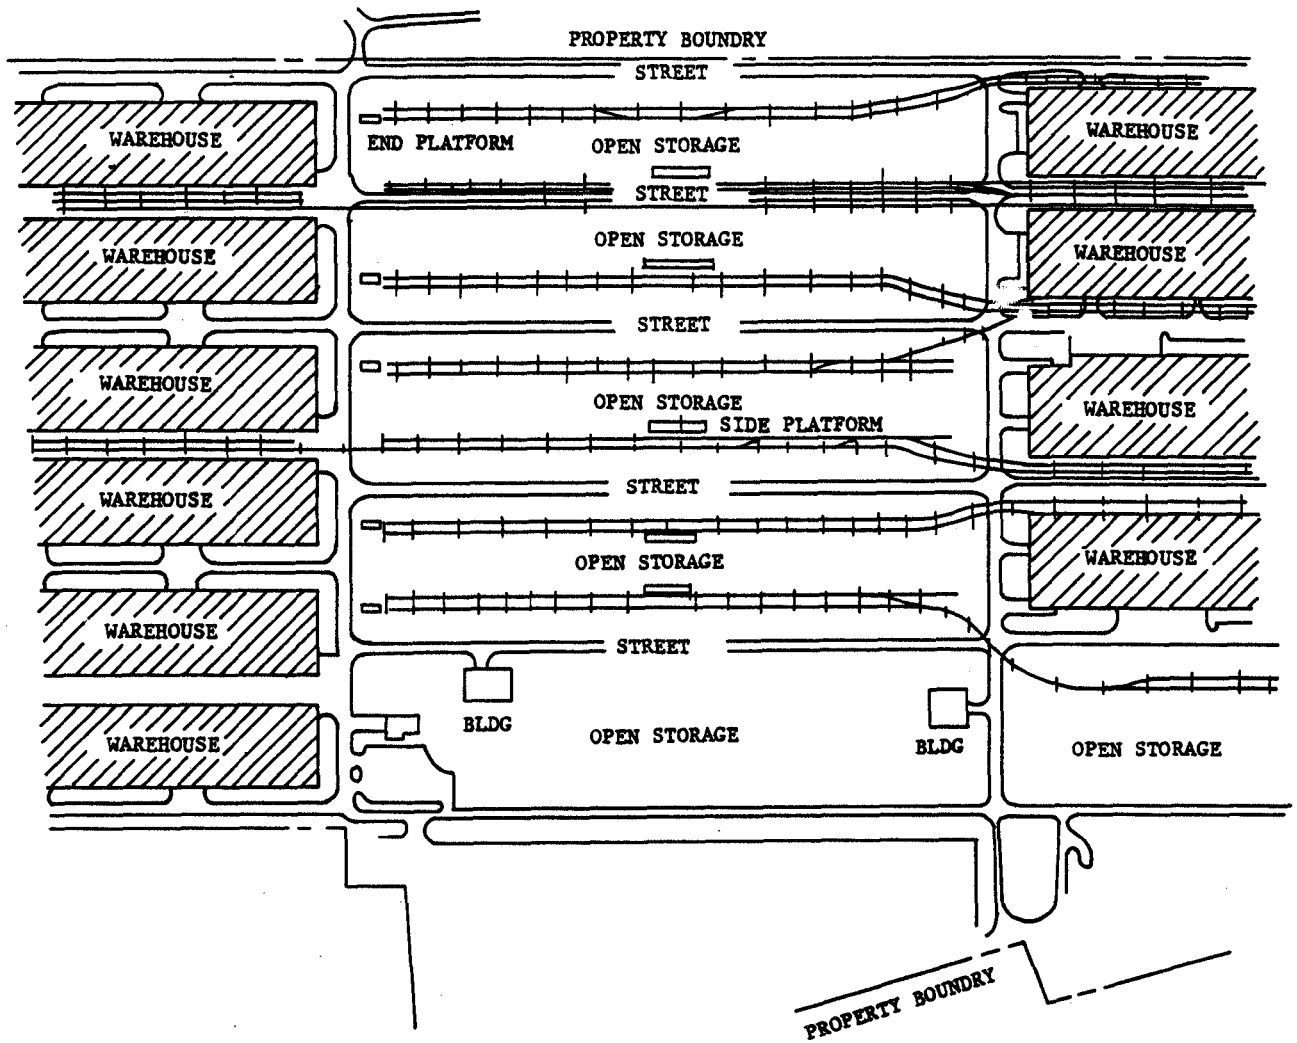 PROPERTY BOUNDRY
STREET
WAREHOUSE
WAREHOUSE
END PLATFORM
OPEN STORAGE
STREET
OPEN STORAGE
WAREHOUSE
WAREHOUSE
STREET
WAREHOUSE
OPEN STORAGE
WAREHOUSE
SIDE PLATFORM
STREET
WAREHOUSE
OPEN STORAGE
WAREHOUSE
WAREHOUSE
STREET
BLDG
OPEN STORAGE
WAREHOUSE
BLDG
OPEN STORAGE
PROPERTY BOUNDRY